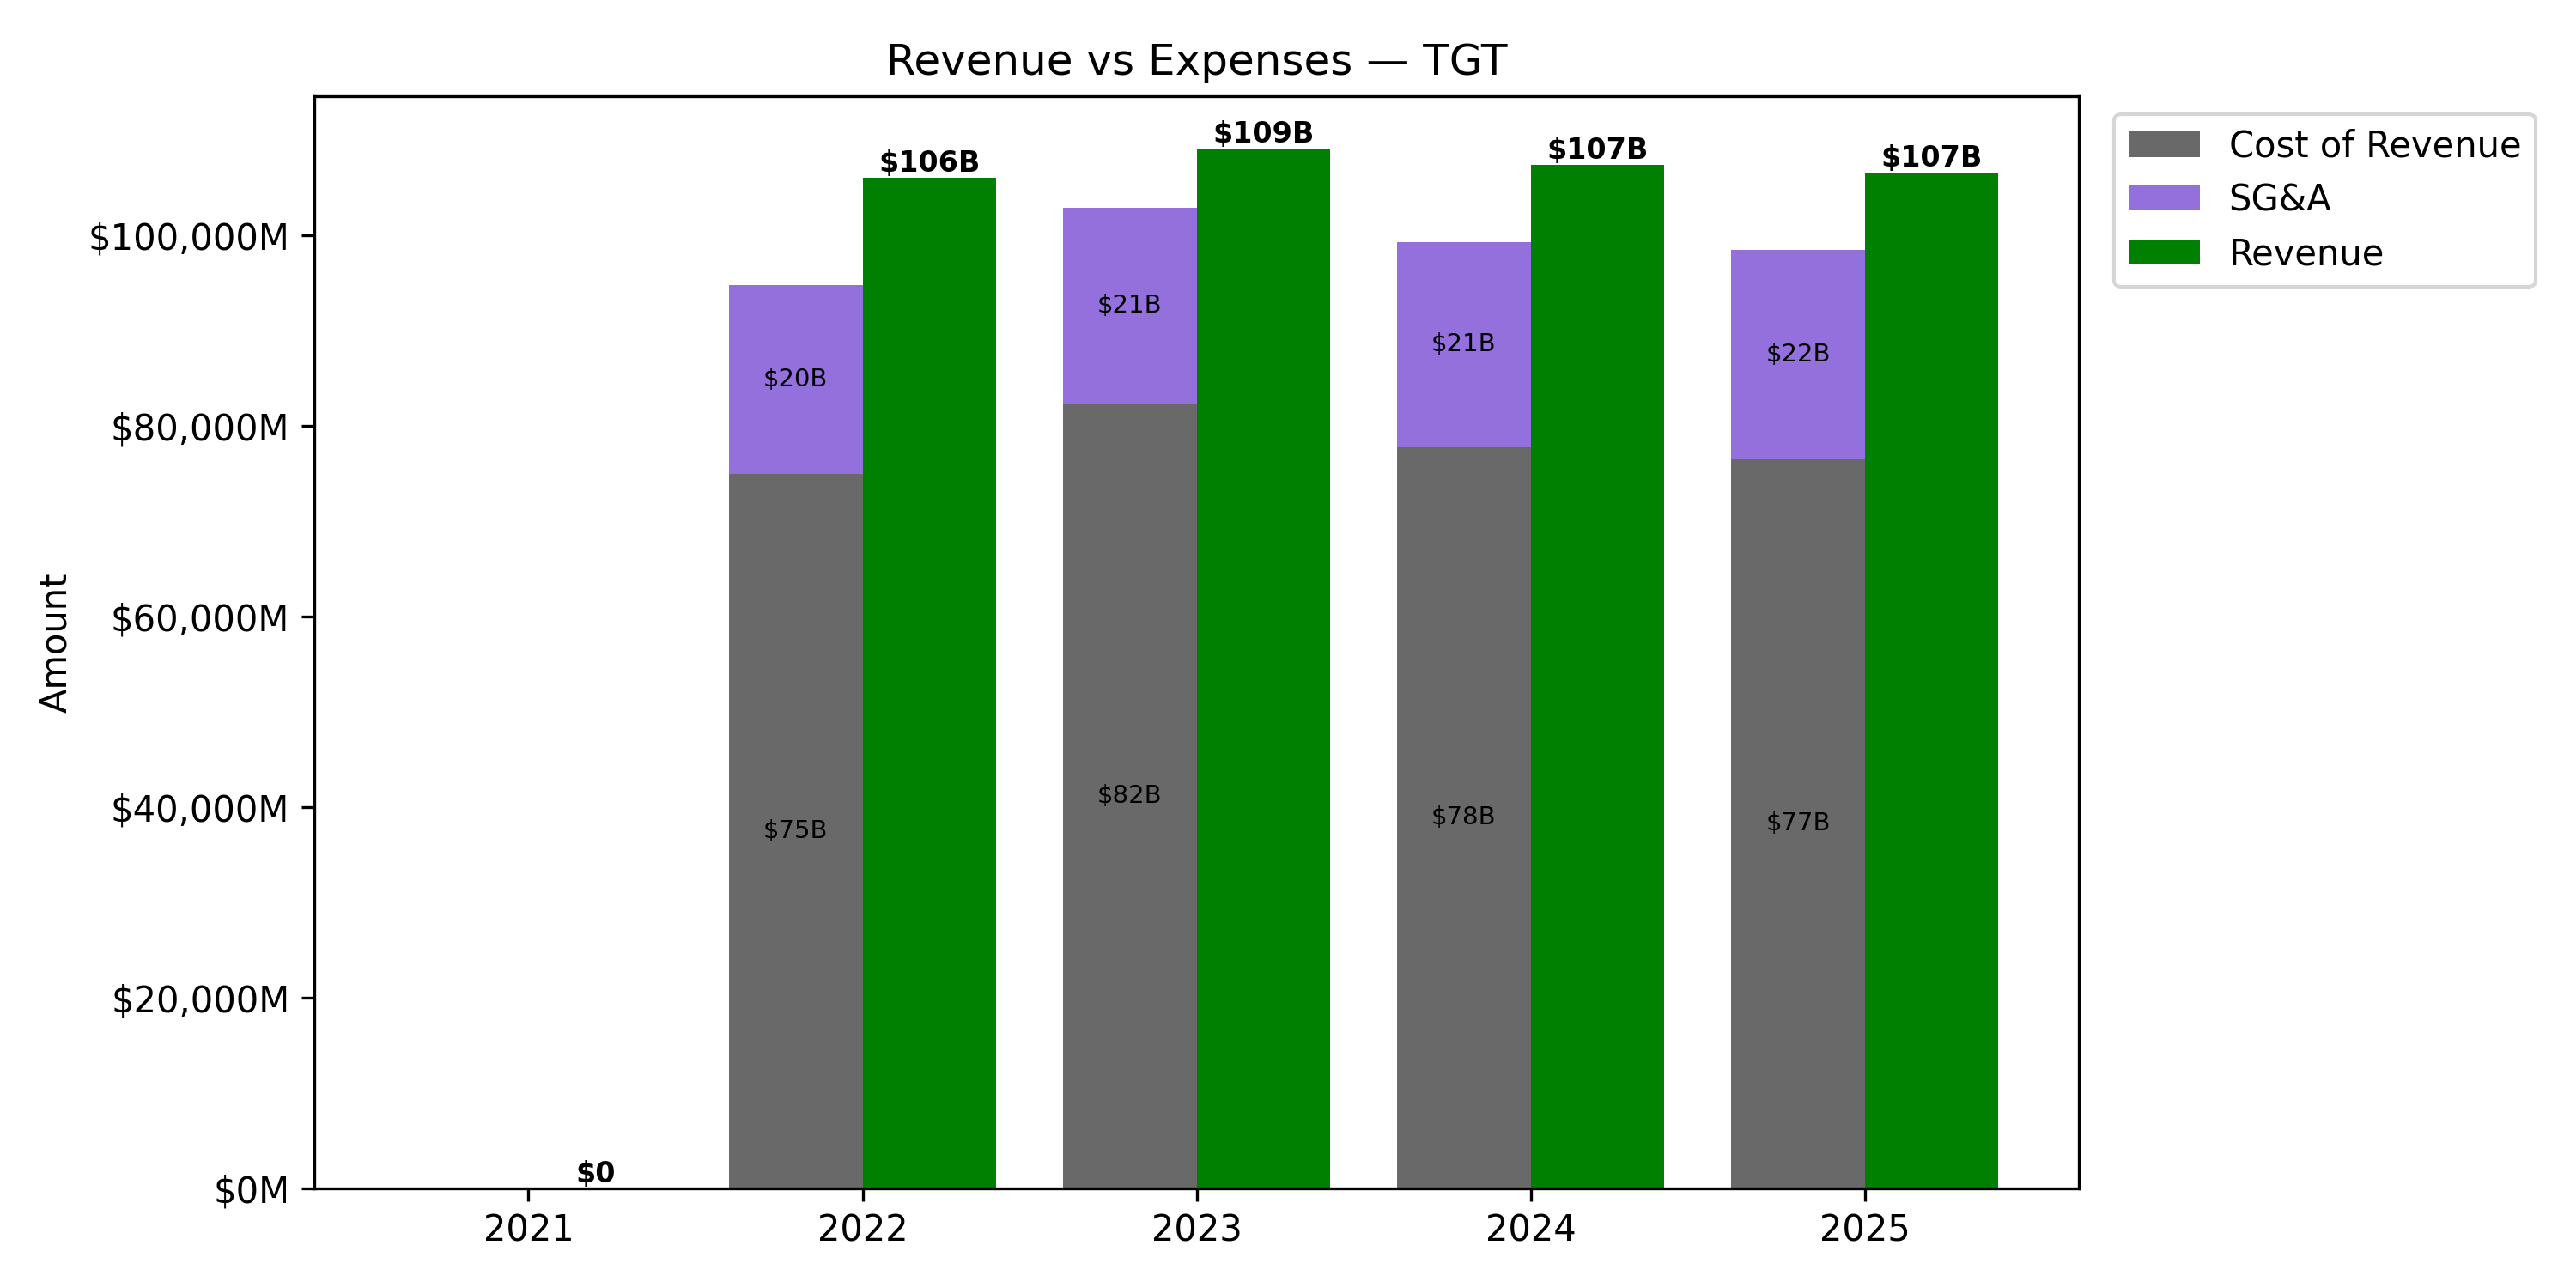 Revenue vs Expenses — TGT
Amount
$100,000M
$80,000M
$60,000M
$40,000M
$20,000M
$0M
$0
$106B
$20B
$75B
$109B
$21B
$82B
$107B
$21B
$78B
$107B
$22B
$77B
2021
2022
2023
2024
2025
Cost of Revenue
SG&A
Revenue